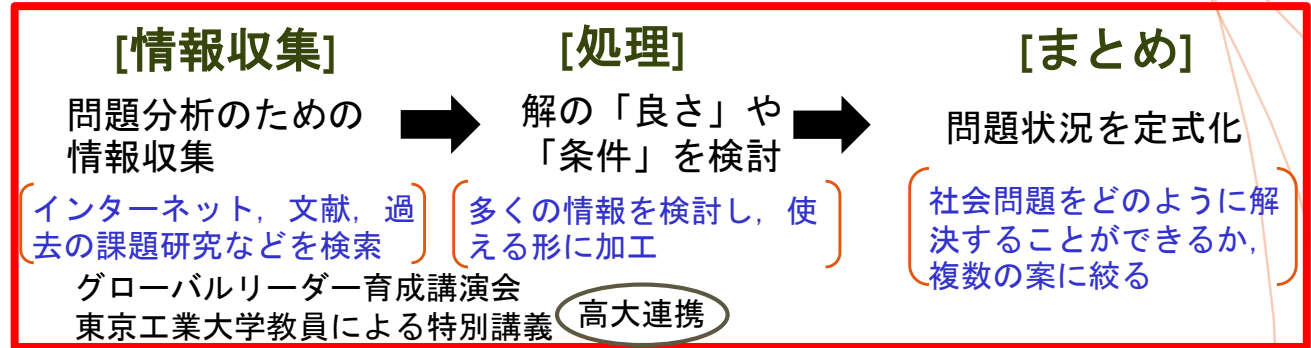 [情報収集]
問題分析のための
情報収集
インターネット，文献，過
去の課題研究などを検索
グローバルリーダー育成講演会
東京工業大学教員による特別講義
高大連携
[処理]
解の「良さ」や
「条件」を検討
多くの情報を検討し，使
える形に加工
[まとめ]
問題状況を定式化
社会問題をどのように解
決することができるか，
複数の案に絞る